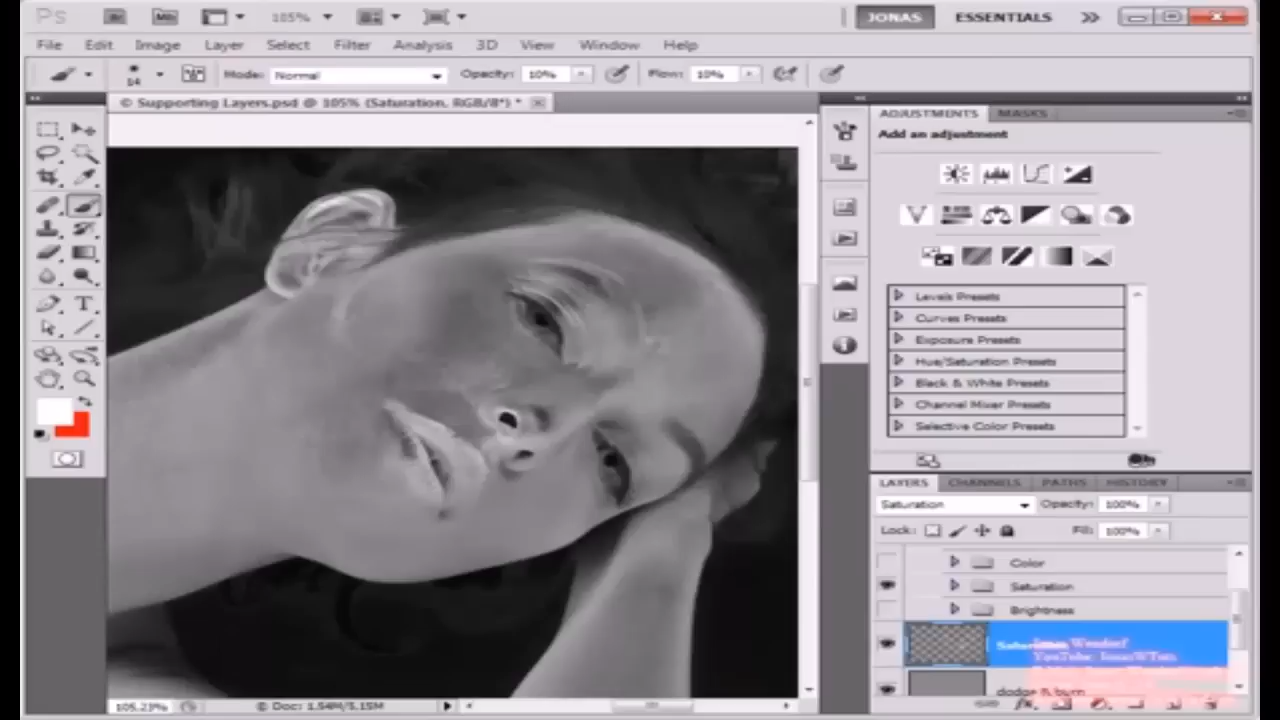 Ps 105% JONAS ESSENTIALS
File Edit Image Layer Select Filter Analysis 3D View Window Help
14 Mode: Normal Opacity: 10% Flow: 10%
© Supporting Layers.psd @ 105% (Saturation, RGB/8*) *
ADJUSTMENTS MASKS
Add an adjustment
Levels Presets
Curves Presets
Exposure Presets
Hue/Saturation Presets
Black & White Presets
Channel Mixer Presets
Selective Color Presets
LAYERS CHANNELS PATHS HISTORY
Saturation Opacity: 100%
Lock: Fill: 100%
Color
Saturation
Brightness
dodge & burn
105.23% © Doc: 1.54M/5.15M